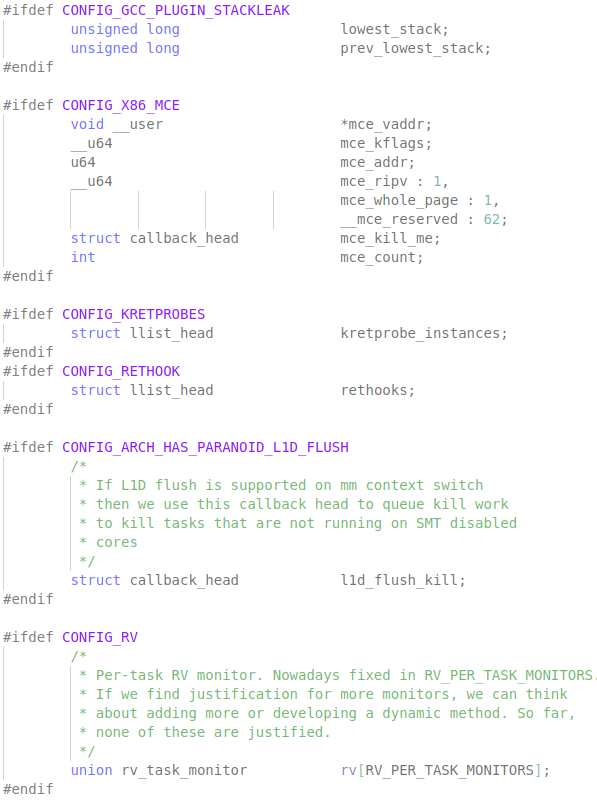 #ifdef CONFIG_GCC_PLUGIN_STACKLEAK
unsigned long lowest_stack;
unsigned long prev_lowest_stack;
#endif
#ifdef CONFIG_X86_MCE
void __user *mce_vaddr;
__u64 mce_kflags;
u64 mce_addr;
__u64 mce_ripv : 1,
mce_whole_page : 1,
__mce_reserved : 62;
struct callback_head mce_kill_me;
int mce_count;
#endif
#ifdef CONFIG_KRETPROBES
struct llist_head kretprobe_instances;
#endif
#ifdef CONFIG_RETHOOK
struct llist_head rethooks;
#endif
#ifdef CONFIG_ARCH_HAS_PARANOID_L1D_FLUSH
/*
* If L1D flush is supported on mm context switch
* then we use this callback head to queue kill work
* to kill tasks that are not running on SMT disabled
* cores
*/
struct callback_head l1d_flush_kill;
#endif
#ifdef CONFIG_RV
/*
* Per-task RV monitor. Nowadays fixed in RV_PER_TASK_MONITORS.
* If we find justification for more monitors, we can think
* about adding more or developing a dynamic method. So far,
* none of these are justified.
*/
union rv_task_monitor rv[RV_PER_TASK_MONITORS];
#endif